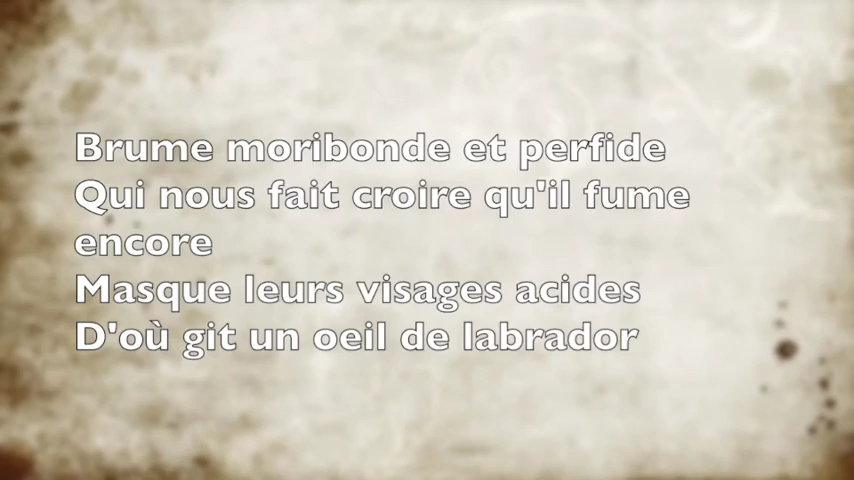 Brume moribonde et perfide
Qui nous fait croire qu'il fume
encore
Masque leurs visages acides
D'où git un oeil de labrador